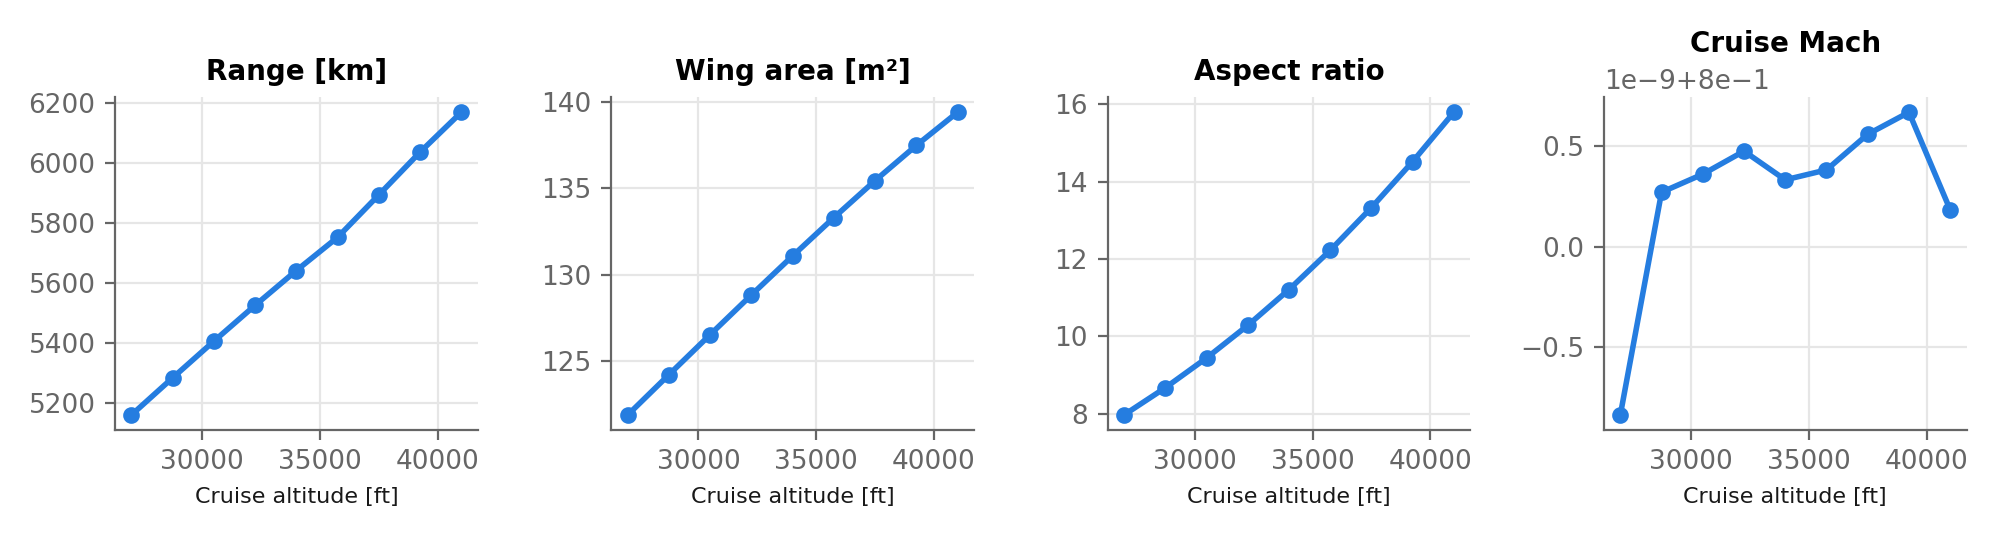 Range [km]
6200
6000
5800
5600
5400
5200
30000 35000 40000
Cruise altitude [ft]
Wing area [m²]
140
135
130
125
30000 35000 40000
Cruise altitude [ft]
Aspect ratio
16
14
12
10
8
30000 35000 40000
Cruise altitude [ft]
Cruise Mach
1e−9+8e−1
0.5
0.0
−0.5
30000 35000 40000
Cruise altitude [ft]